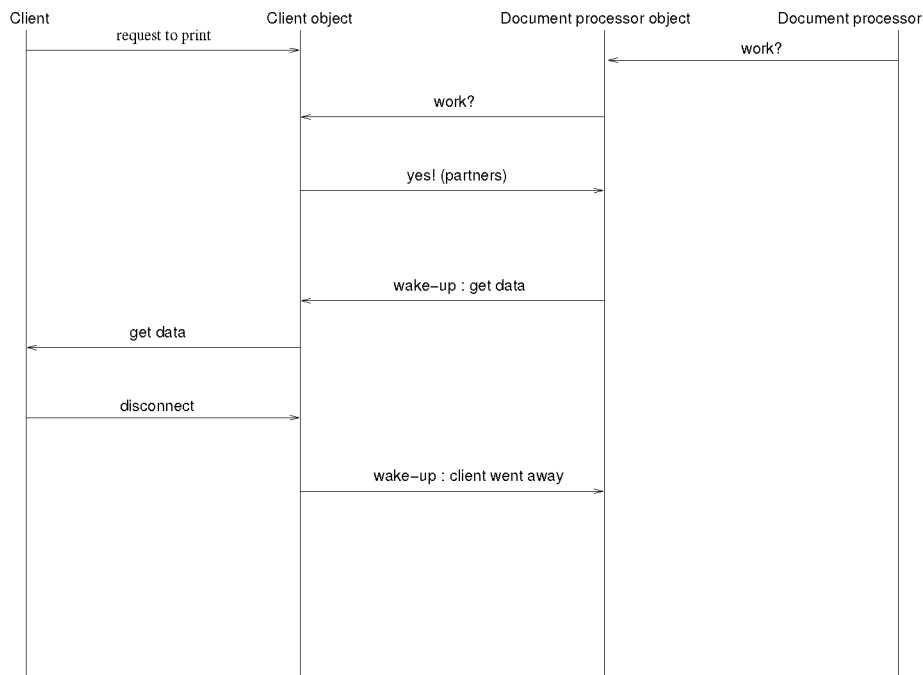 Client
Client object
Document processor object
Document processor
request to print
work?
work?
yes! (partners)
wake−up : get data
get data
disconnect
wake−up : client went away